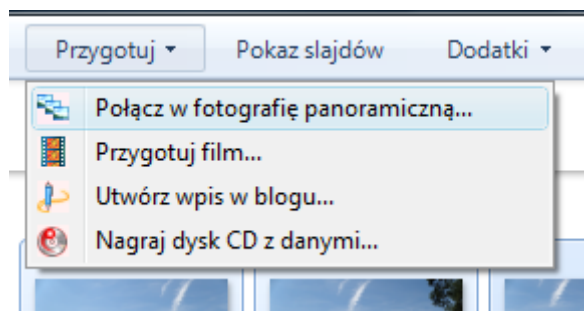 Przygotuj Pokaz slajdów Dodatki
Połącz w fotografię panoramiczną...
Przygotuj film...
Utwórz wpis w blogu...
Nagraj dysk CD z danymi...